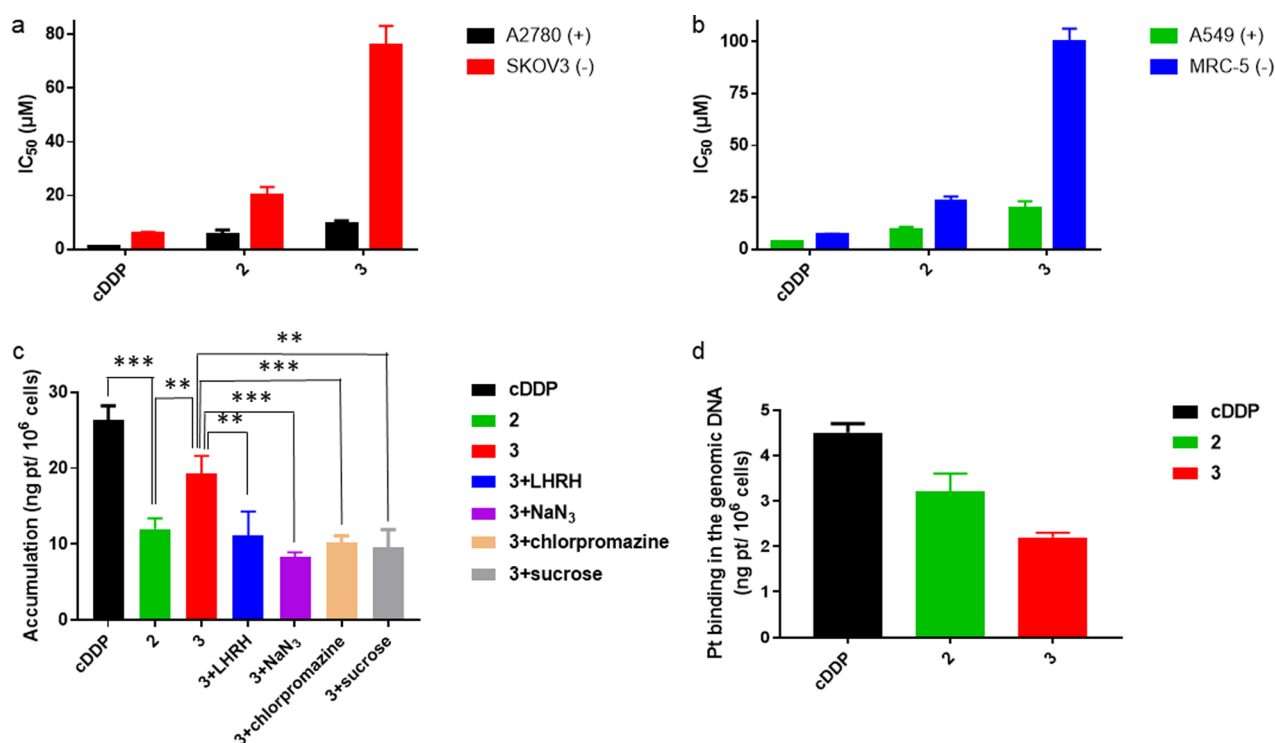 a
A2780 (+)
SKOV3 (-)
IC50 (µM)
80
60
40
20
0
cDDP
2
3
b
A549 (+)
MRC-5 (-)
IC50 (µM)
100
75
50
25
0
cDDP
2
3
c
**
***
***
**
***
**
Accumulation (ng pt/ 10^6 cells)
30
20
10
0
cDDP
2
3
3+LHRH
3+NaN3
3+chlorpromazine
3+sucrose
cDDP
2
3
3+LHRH
3+NaN3
3+chlorpromazine
3+sucrose
d
Pt binding in the genomic DNA
(ng pt/ 10^6 cells)
5
4
3
2
1
0
cDDP
2
3
cDDP
2
3